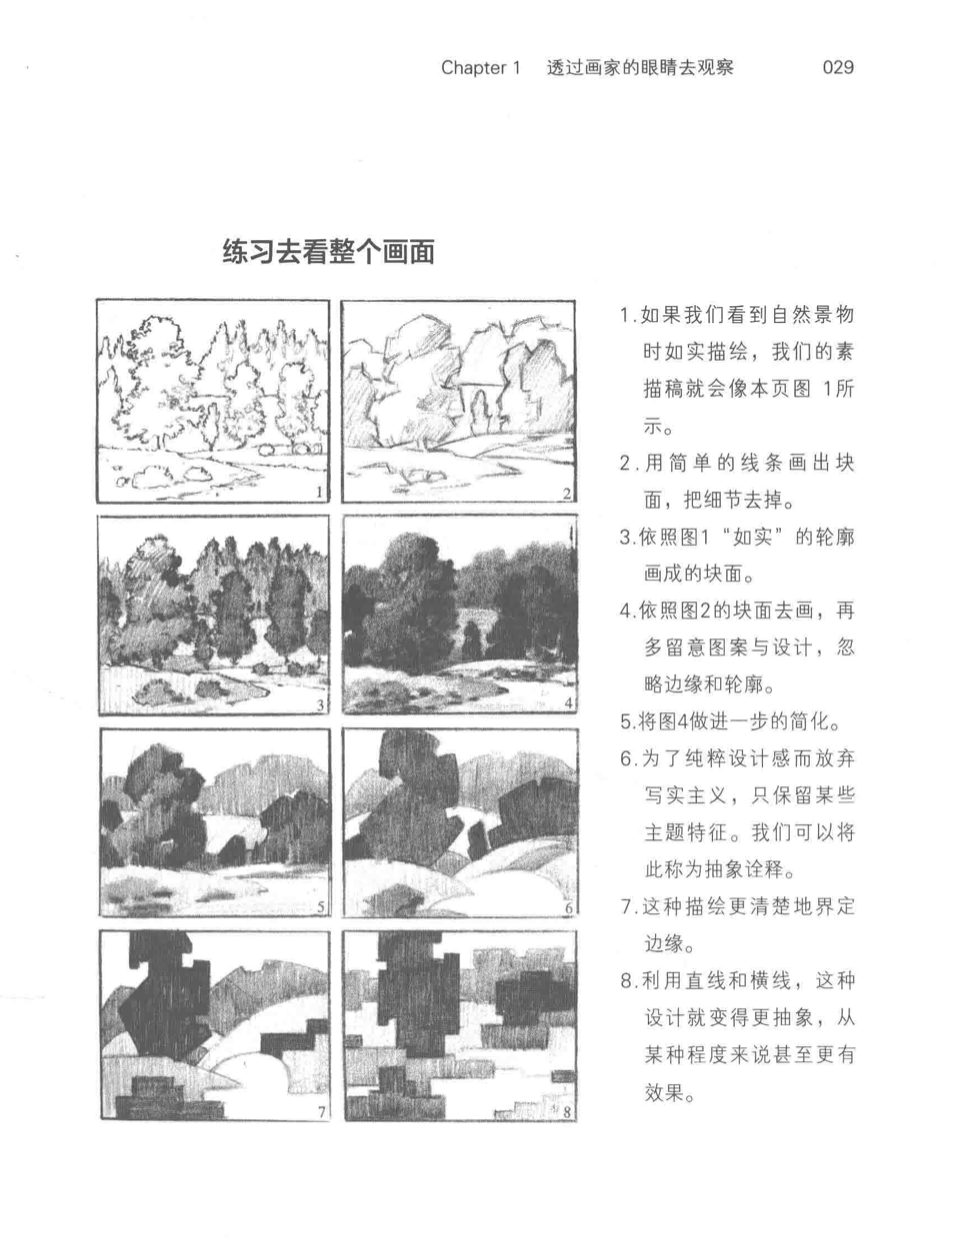 Chapter 1 透过画家的眼睛去观察 029
练习去看整个画面
1
2
3
4
5
6
7
8
1.如果我们看到自然景物
时如实描绘，我们的素
描稿就会像本页图 1所
示。
2.用简单的线条画出块
面，把细节去掉。
3.依照图1“如实”的轮廓
画成的块面。
4.依照图2的块面去画，再
多留意图案与设计，忽
略边缘和轮廓。
5.将图4做进一步的简化。
6.为了纯粹设计感而放弃
写实主义，只保留某些
主题特征。我们可以将
此称为抽象诠释。
7.这种描绘更清楚地界定
边缘。
8.利用直线和横线，这种
设计就变得更抽象，从
某种程度来说甚至更有
效果。